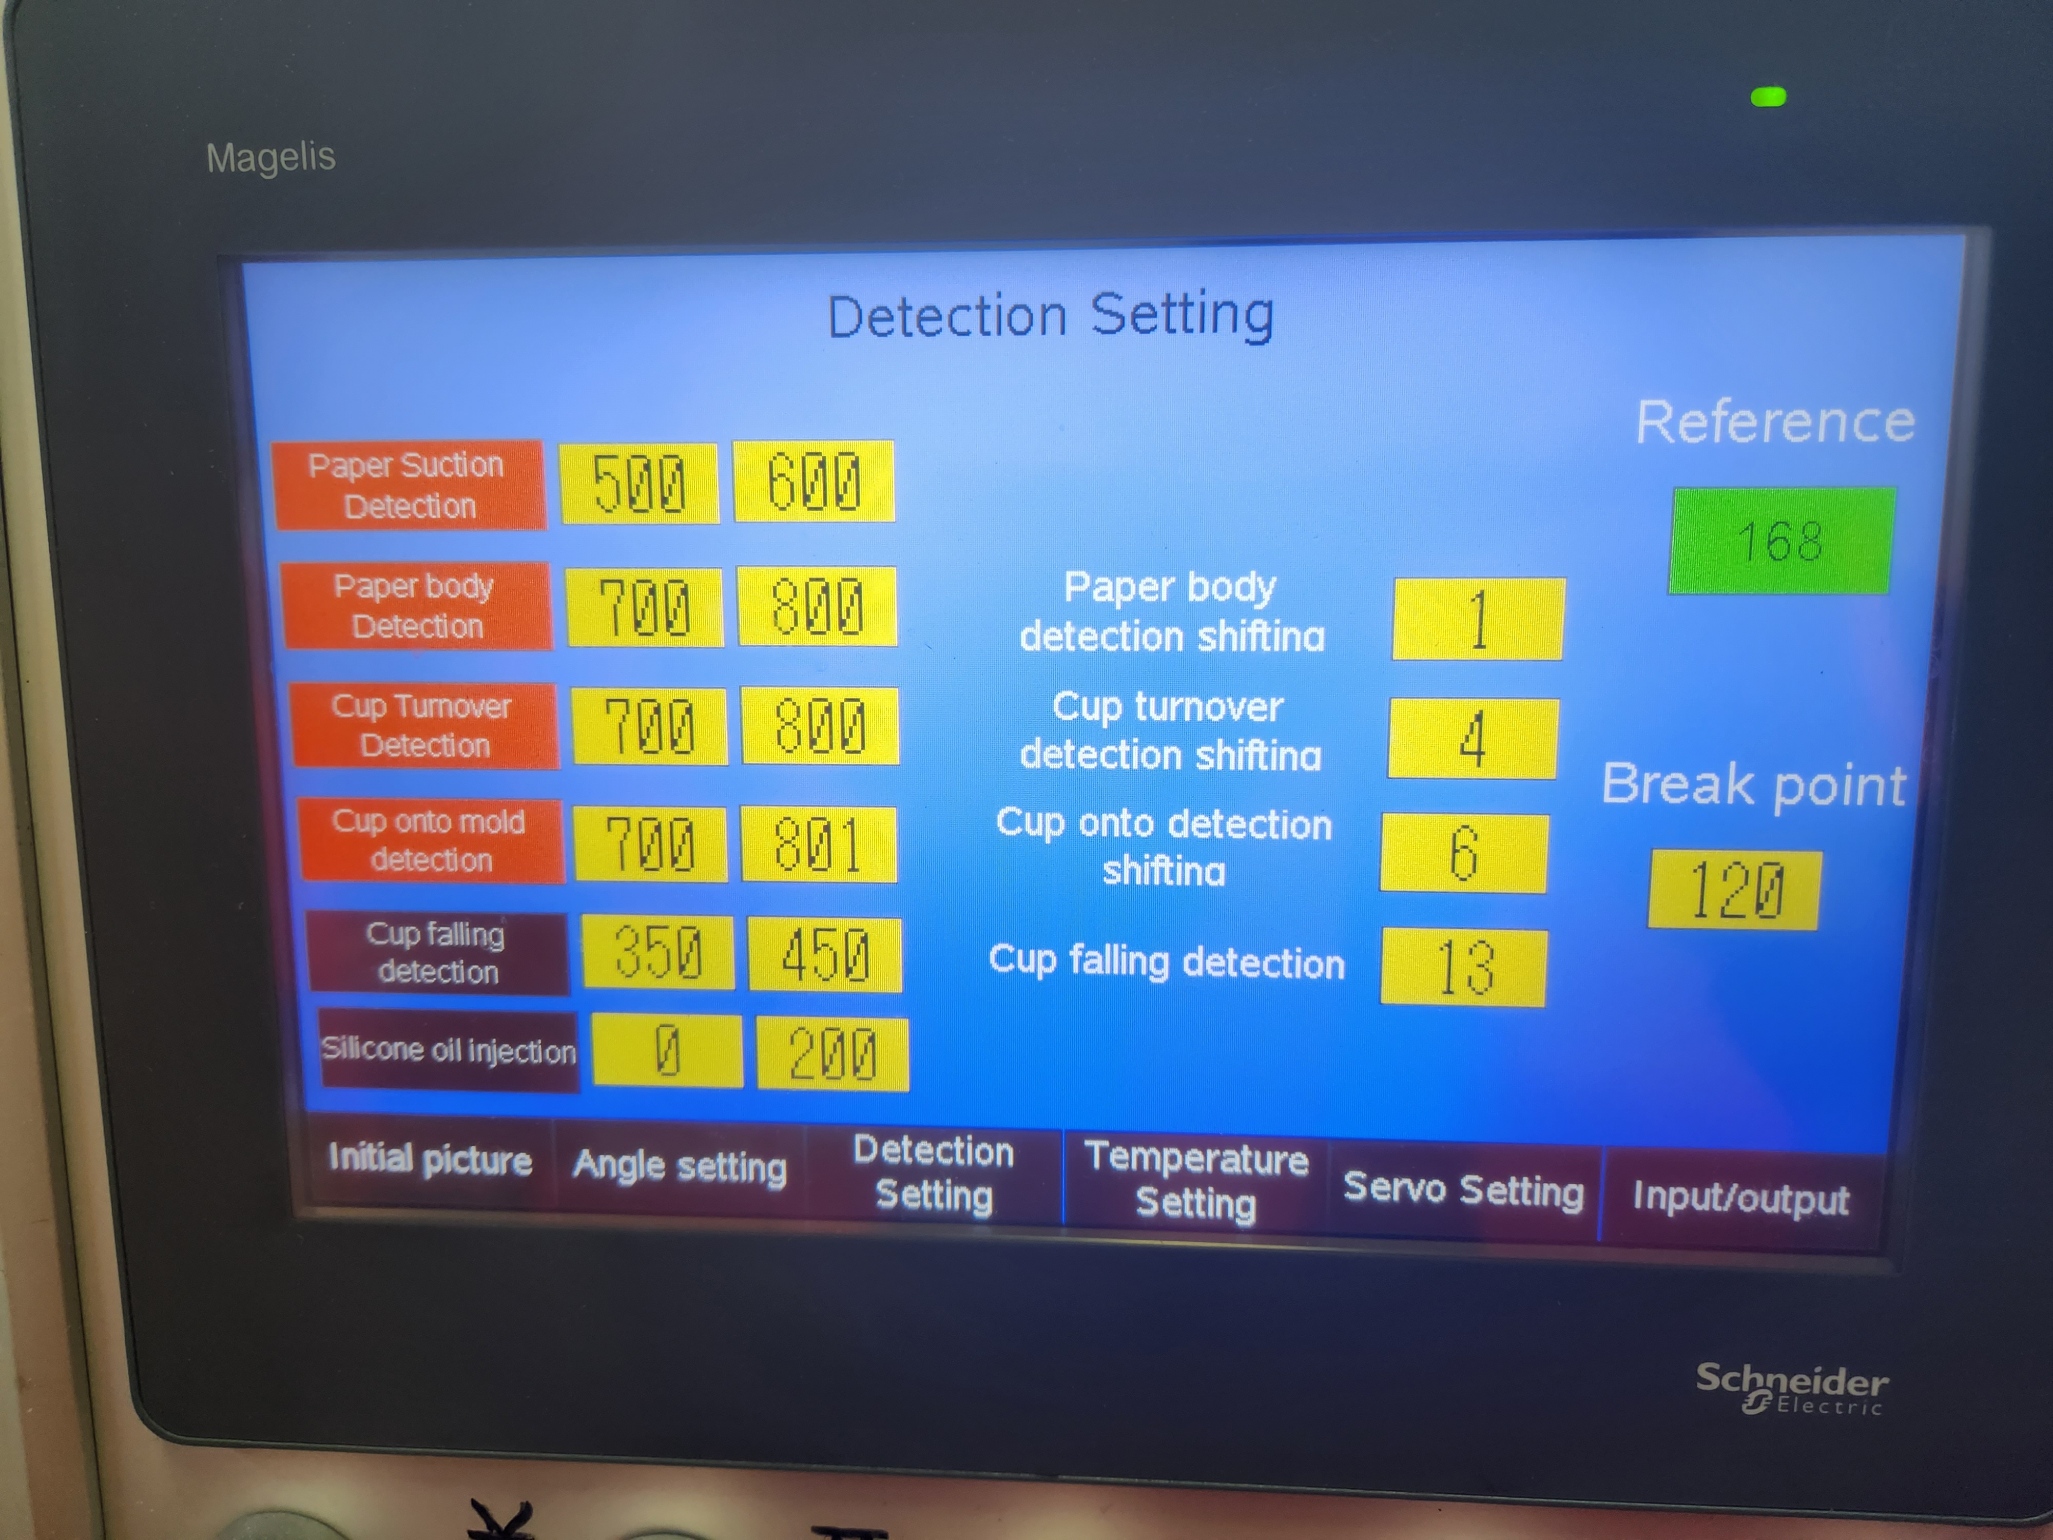 Magelis
Detection Setting
Reference
168
Paper Suction
Detection
500
600
Paper body
Detection
700
800
Paper body
detection shifting
1
Cup Turnover
Detection
700
800
Cup turnover
detection shifting
4
Break point
120
Cup onto mold
detection
700
801
Cup onto detection
shifting
6
Cup falling
detection
350
450
Cup falling detection
13
Silicone oil injection
0
200
Initial picture
Angle setting
Detection
Setting
Temperature
Setting
Servo Setting
Input/output
Schneider
Electric